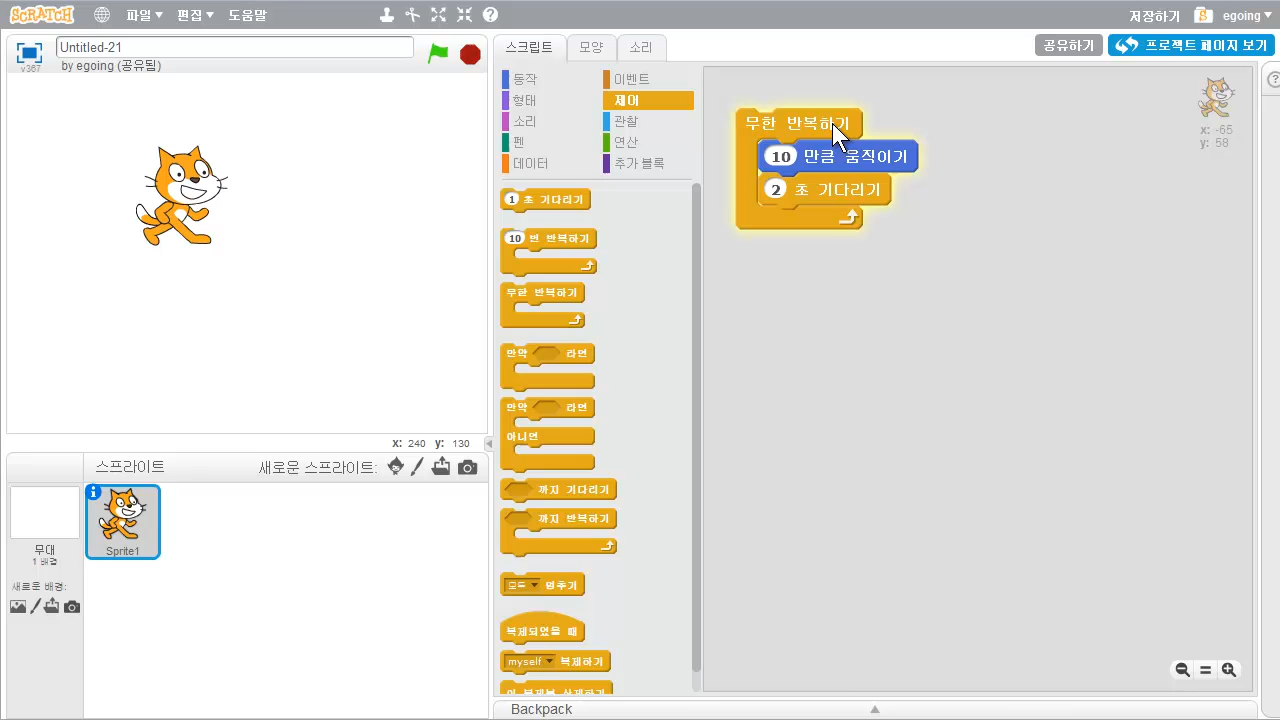 SCRATCH 파일 편집 도움말 저장하기 egoing
v367 Untitled-21
by egoing (공유됨)
스크립트 모양 소리 공유하기 프로젝트 페이지 보기
동작 이벤트
형태 제어
소리 관찰
펜 연산
데이터 추가 블록
1 초 기다리기
10 번 반복하기
무한 반복하기
만약 라면
만약 라면
아니면
까지 기다리기
까지 반복하기
모두 멈추기
복제되었을 때
myself 복제하기
이 복제본 삭제하기
무한 반복하기
10 만큼 움직이기
2 초 기다리기
x: -65
y: 58
x: 240 y: 130
스프라이트 새로운 스프라이트:
무대
1 배경
새로운 배경:
Sprite1
Backpack